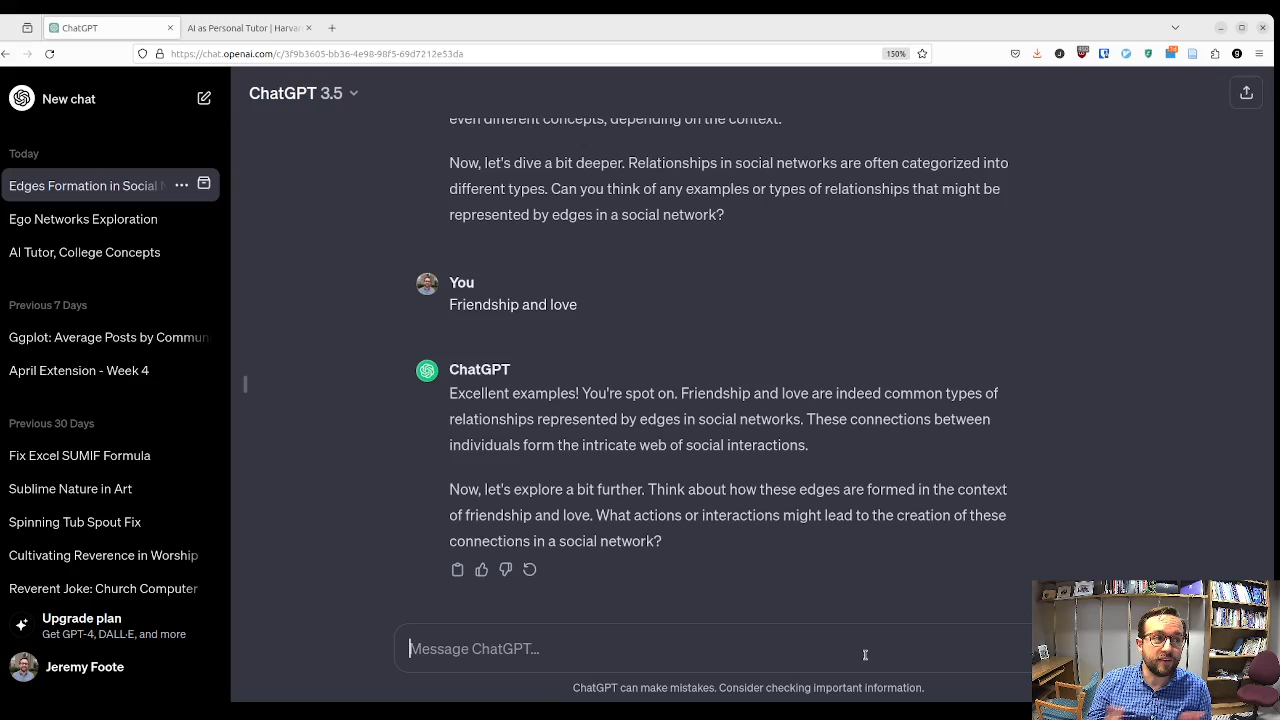 ChatGPT
AI as Personal Tutor | Harvar
https://chat.openai.com/c/3f9b3605-bb36-4e98-98f5-69d7212e53da
150%
New chat
ChatGPT 3.5
Today
Edges Formation in Social
Ego Networks Exploration
AI Tutor, College Concepts
Previous 7 Days
Ggplot: Average Posts by Commun
April Extension - Week 4
Previous 30 Days
Fix Excel SUMIF Formula
Sublime Nature in Art
Spinning Tub Spout Fix
Cultivating Reverence in Worship
Reverent Joke: Church Computer
Upgrade plan
Get GPT-4, DALL·E, and more
Jeremy Foote
even different concepts, depending on the context.
Now, let's dive a bit deeper. Relationships in social networks are often categorized into
different types. Can you think of any examples or types of relationships that might be
represented by edges in a social network?
You
Friendship and love
ChatGPT
Excellent examples! You're spot on. Friendship and love are indeed common types of
relationships represented by edges in social networks. These connections between
individuals form the intricate web of social interactions.
Now, let's explore a bit further. Think about how these edges are formed in the context
of friendship and love. What actions or interactions might lead to the creation of these
connections in a social network?
Message ChatGPT...
ChatGPT can make mistakes. Consider checking important information.